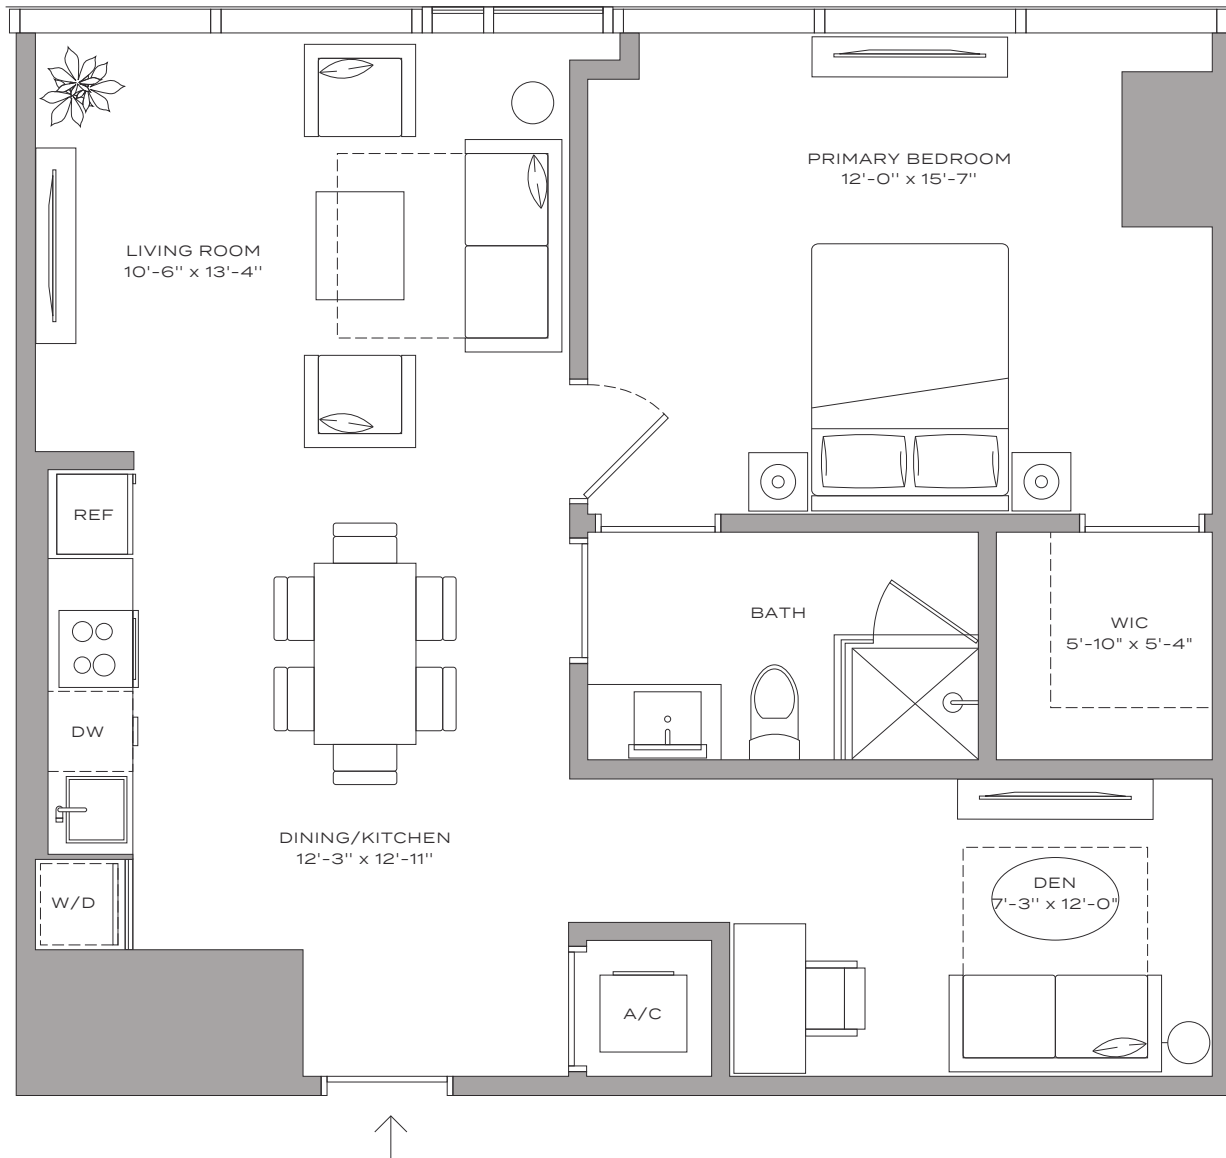 PRIMARY BEDROOM
12'-0'' x 15'-7''
LIVING ROOM
10'-6'' x 13'-4''
REF
BATH
WIC
5'-10" x 5'-4"
DW
DINING/KITCHEN
12'-3'' x 12'-11''
DEN
7'-3'' x 12'-0"
W/D
A/C